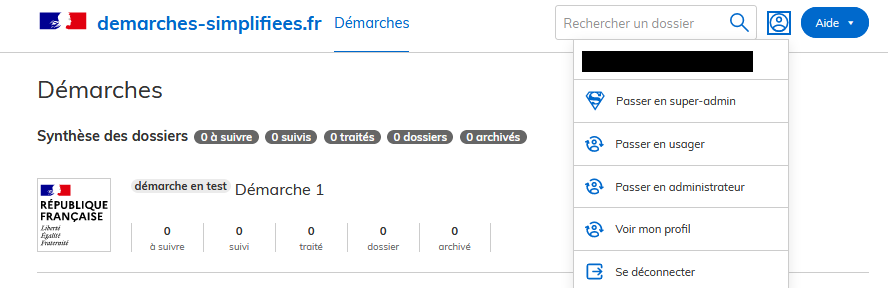 demarches-simplifiees.fr
Démarches
Rechercher un dossier
Aide
Démarches
Synthèse des dossiers 0 à suivre 0 suivis 0 traités 0 dossiers 0 archivés
RÉPUBLIQUE
FRANÇAISE
Liberté
Égalité
Fraternité
démarche en test Démarche 1
0 0 0 0 0
à suivre suivi traité dossier archivé
Passer en super-admin
Passer en usager
Passer en administrateur
Voir mon profil
Se déconnecter